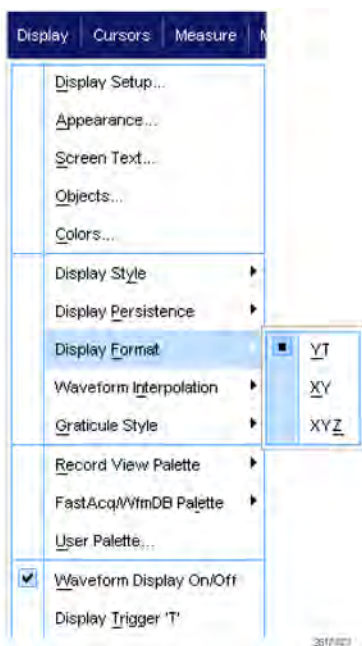 Display Cursors Measure
Display Setup...
Appearance...
Screen Text...
Objects...
Colors...
Display Style
Display Persistence
Display Format
YT
XY
XYZ
Waveform Interpolation
Graticule Style
Record View Palette
FastAcq/WfmDB Palette
User Palette...
Waveform Display On/Off
Display Trigger 'T'